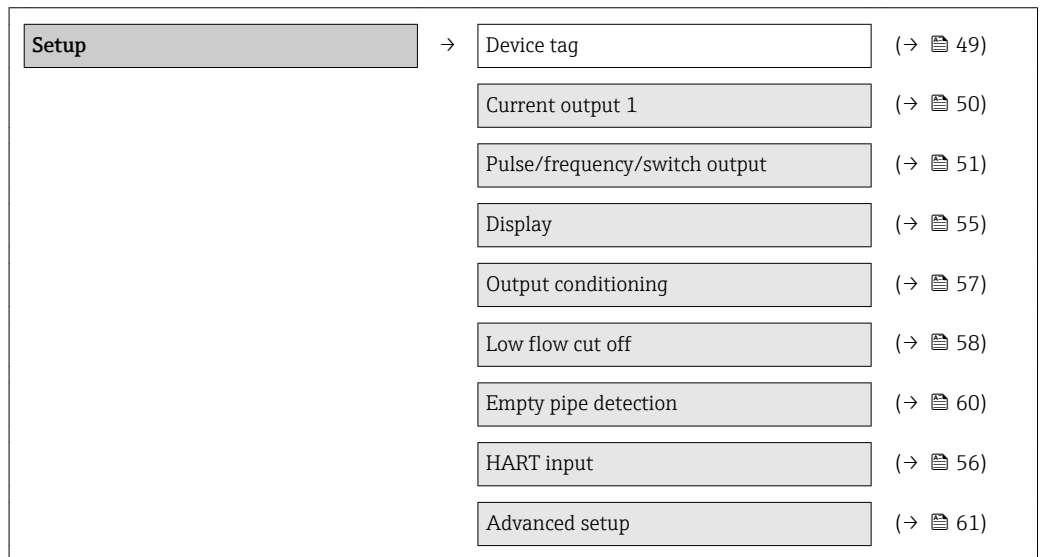 Setup → Device tag (→ 49)
Current output 1 (→ 50)
Pulse/frequency/switch output (→ 51)
Display (→ 55)
Output conditioning (→ 57)
Low flow cut off (→ 58)
Empty pipe detection (→ 60)
HART input (→ 56)
Advanced setup (→ 61)